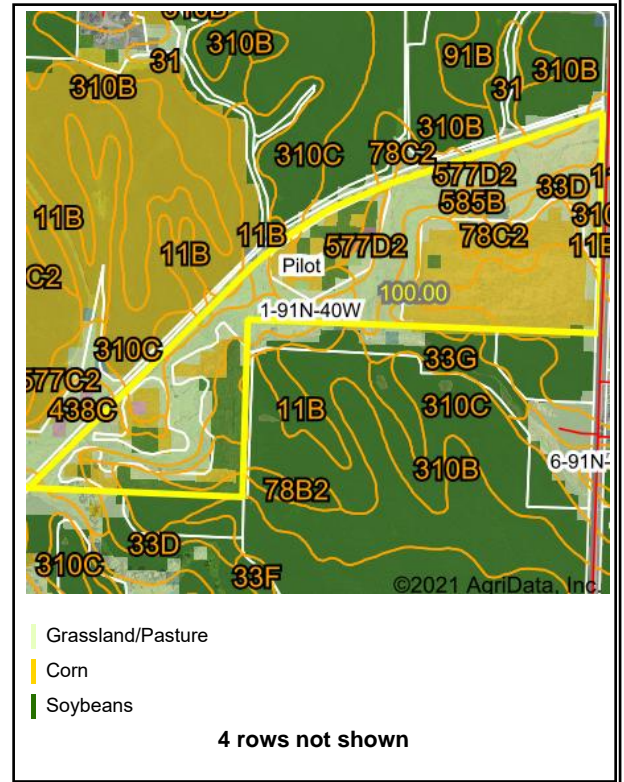 310B
310B
31
310B
91B
31
310B
310B
310C
78C2
577D2
33D
585B
11B
11B
11B
577D2
78C2
11B
C2
Pilot
100.00
1-91N-40W
310C
33G
577C2
438C
11B
310C
310B
6-91N-
78B2
33D
310C
33F
©2021 AgriData, Inc.
Grassland/Pasture
Corn
Soybeans
4 rows not shown